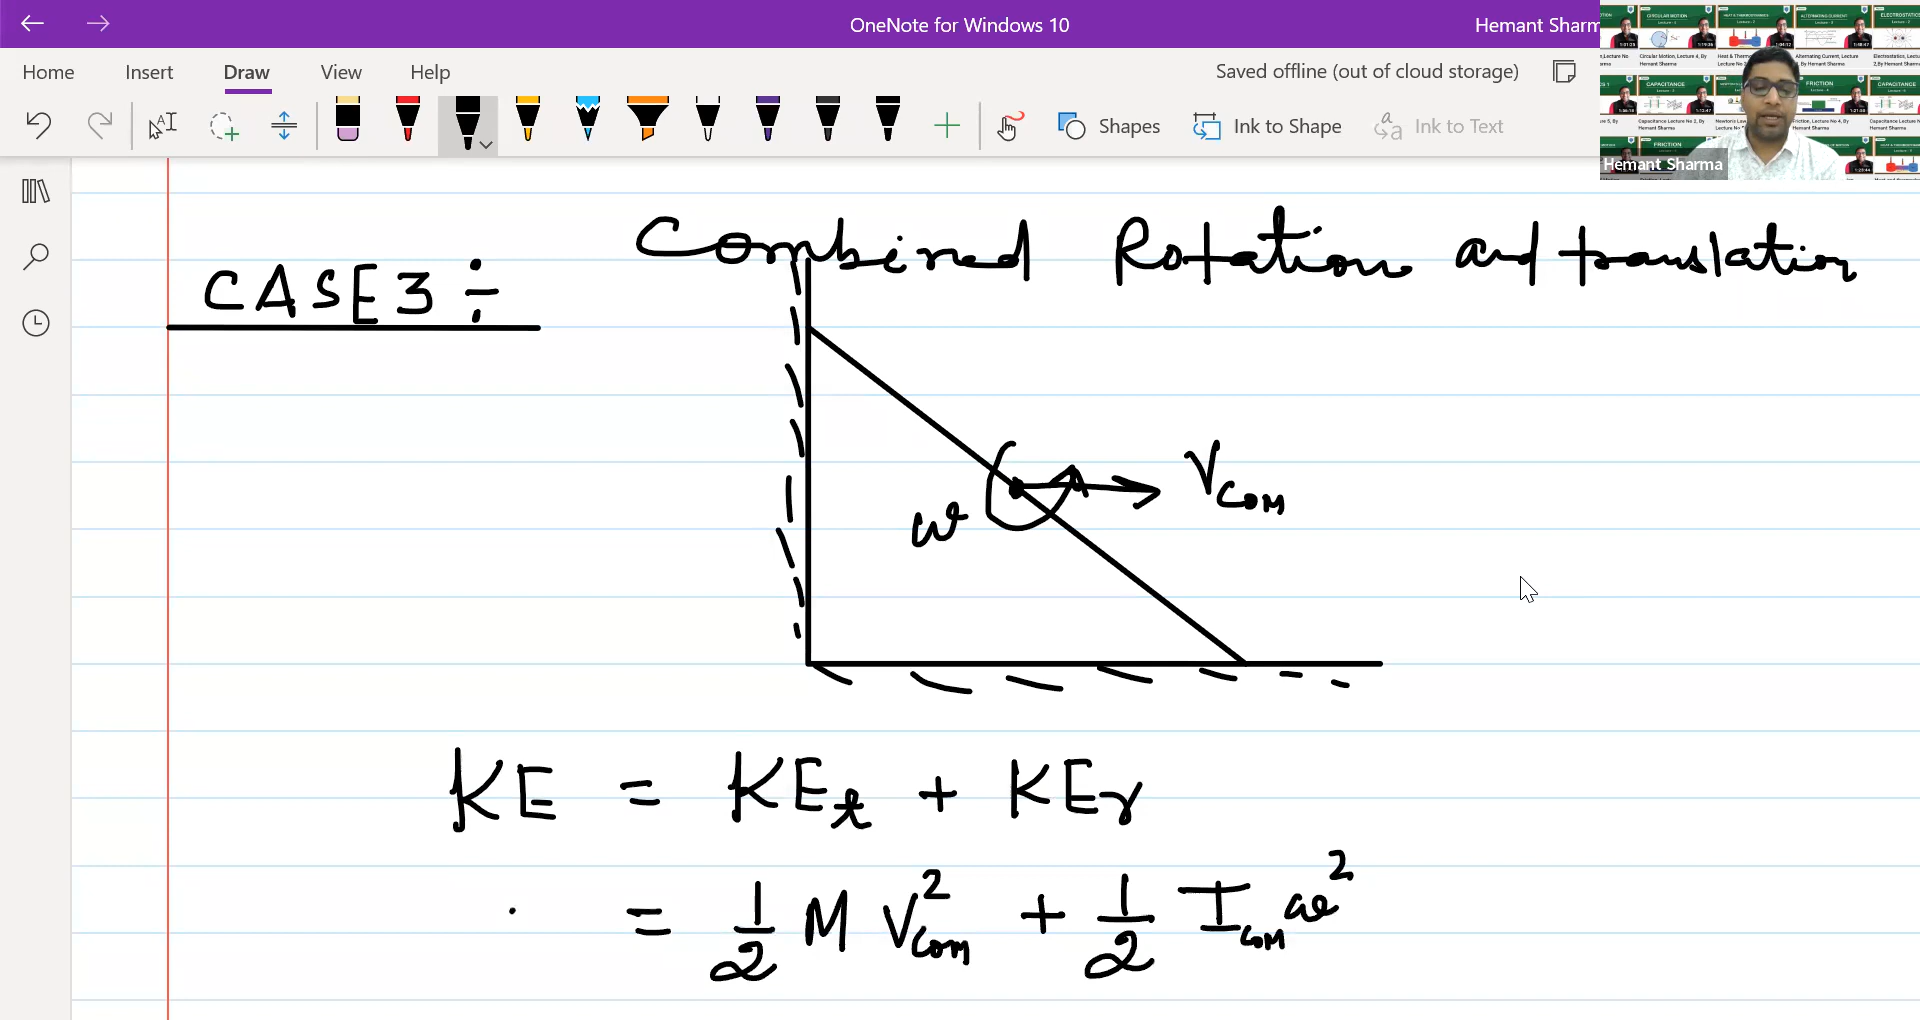 OneNote for Windows 10
Hemant Sharm
Home Insert Draw View Help
Saved offline (out of cloud storage)
Shapes Ink to Shape Ink to Text
Hemant Sharma
CASE 3 ÷ Combined Rotation and translation
V_COM
ω
KE = KE_t + KE_r
= 1/2 M V_COM^2 + 1/2 I_COM ω^2